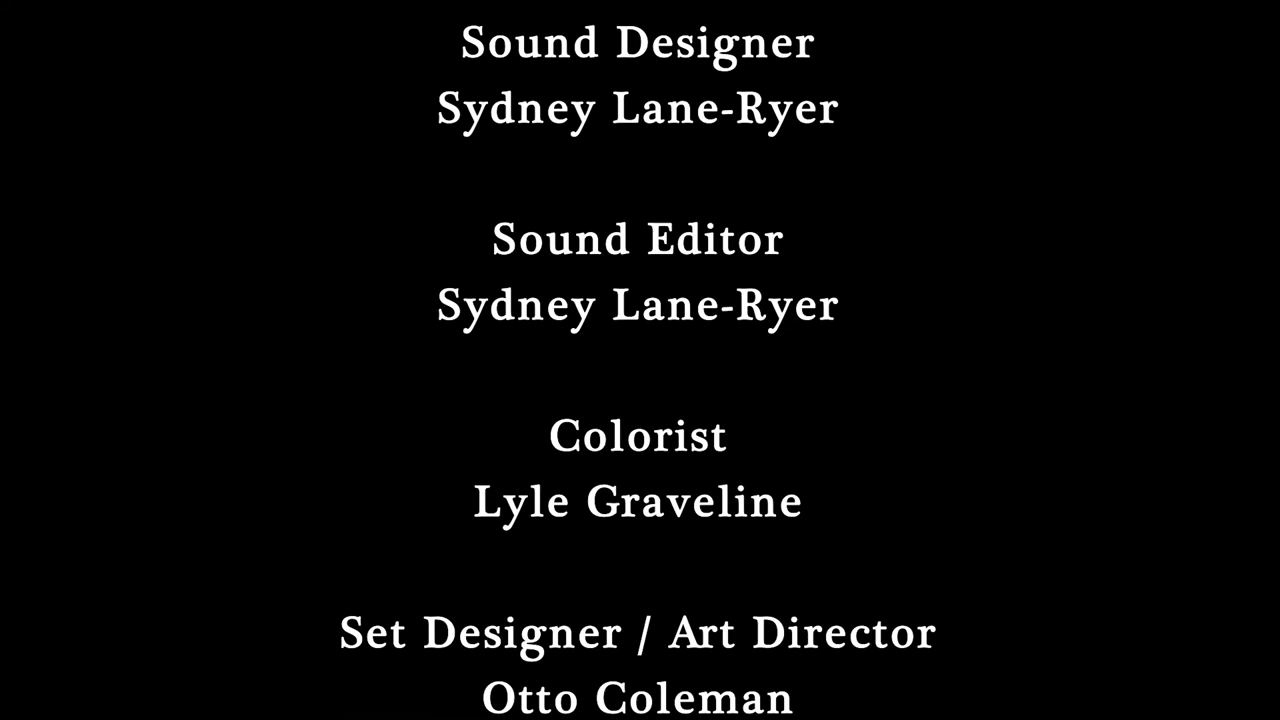 Sound Designer
Sydney Lane-Ryer
Sound Editor
Sydney Lane-Ryer
Colorist
Lyle Graveline
Set Designer / Art Director
Otto Coleman